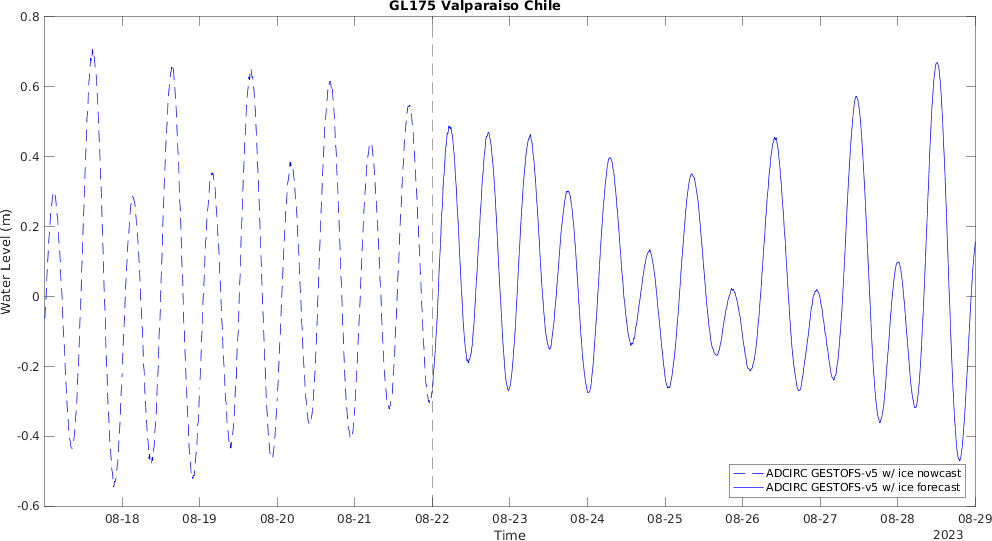 GL175 Valparaiso Chile
Water Level (m)
0.8
0.6
0.4
0.2
0
-0.2
-0.4
-0.6
ADCIRC GESTOFS-v5 w/ ice nowcast
ADCIRC GESTOFS-v5 w/ ice forecast
08-18 08-19 08-20 08-21 08-22 08-23 08-24 08-25 08-26 08-27 08-28 08-29
Time
2023